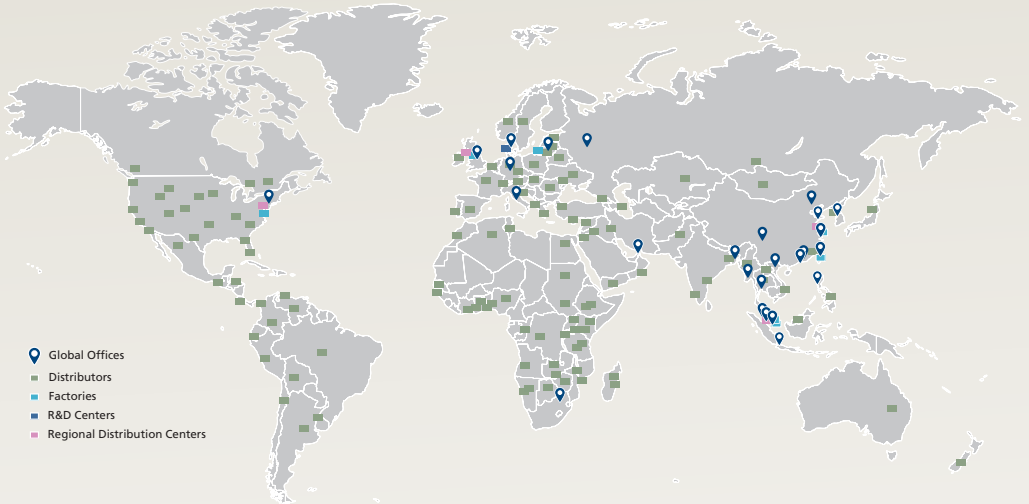 Global Offices
Distributors
Factories
R&D Centers
Regional Distribution Centers